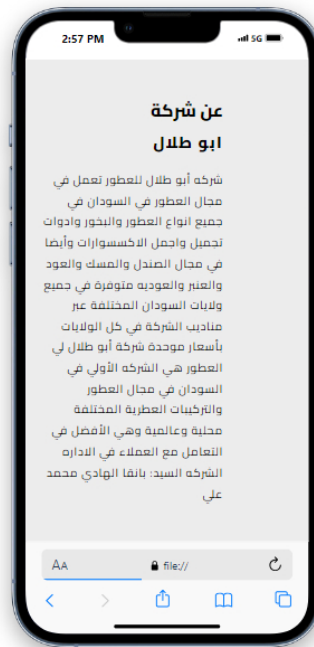 2:57 PM
5G
عن شركة
ابو طلال
شركه أبو طلال للعطور تعمل في
مجال العطور في السودان في
جميع انواع العطور والبخور وادوات
تجميل واجمل الاكسسوارات وأيضا
في مجال الصندل والمسك والعود
والعنبر والعوديه متوفرة في جميع
ولايات السودان المختلفة عبر
مناديب الشركة في كل الولايات
بأسعار موحدة شركة أبو طلال لي
العطور هي الشركه الأولي في
السودان في مجال العطور
والتركيبات العطرية المختلفة
محلية وعالمية وهي الأفضل في
التعامل مع العملاء في الاداره
الشركه السيد: بانقا الهادي محمد
علي
AA
file://